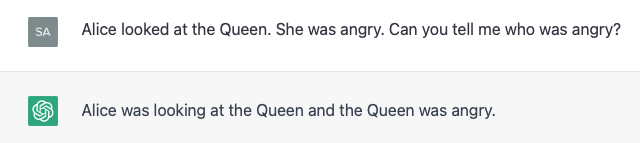 SA
Alice looked at the Queen. She was angry. Can you tell me who was angry?
Alice was looking at the Queen and the Queen was angry.